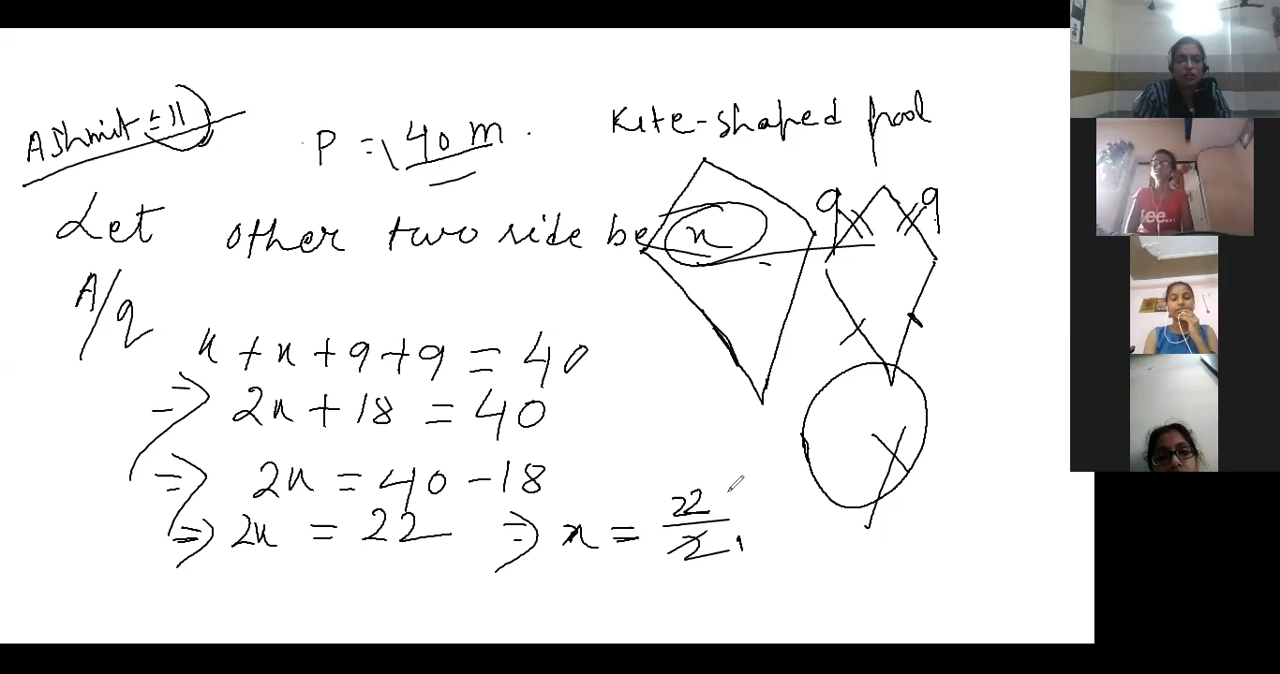 Ashmit = 11
P = 40 m.
Kite-shaped pool
9 9
Let other two side be x
A/q
x + x + 9 + 9 = 40
⇒ 2x + 18 = 40
⇒ 2x = 40 - 18
⇒ 2x = 22 ⇒ x = 22/2 1